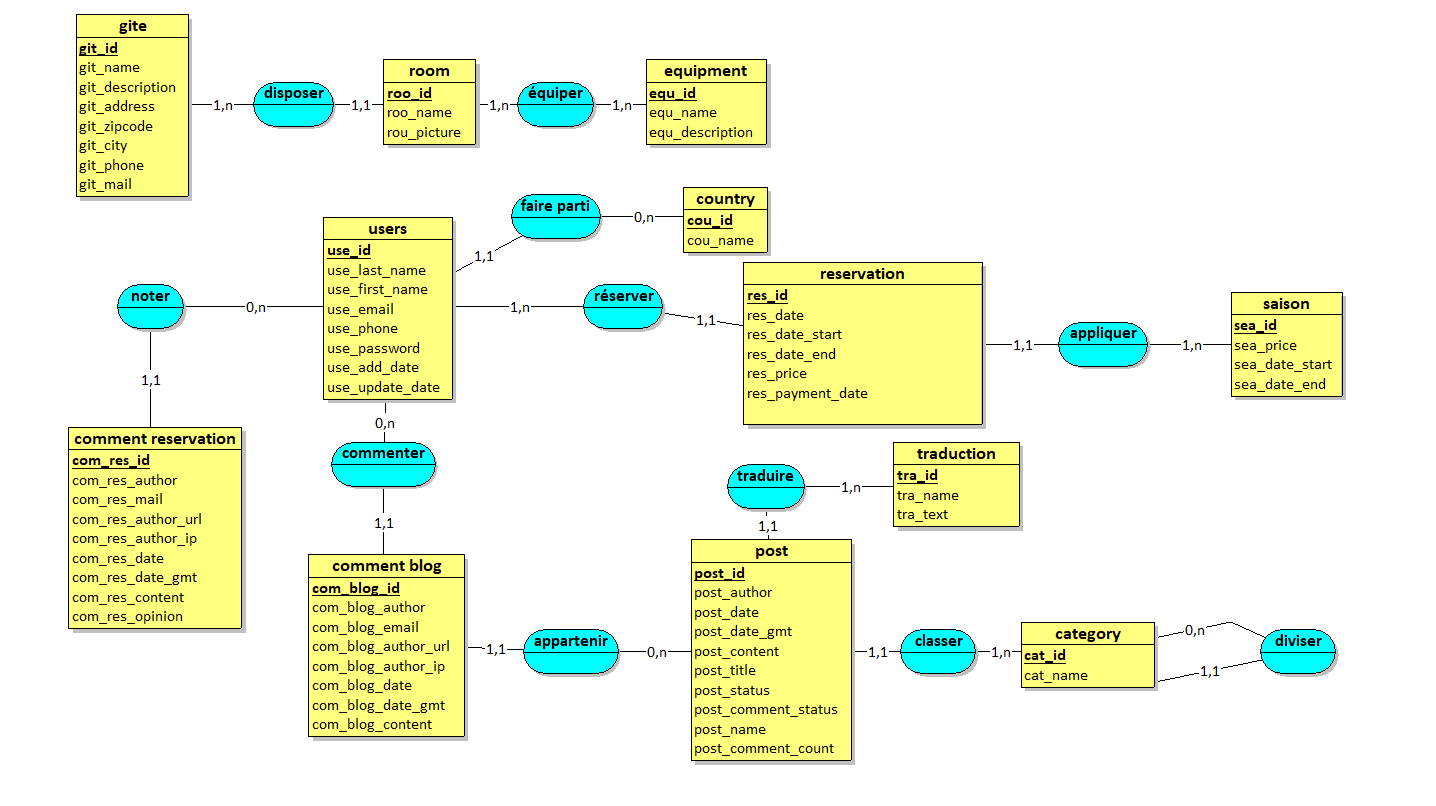 gite
git_id
git_name
git_description
git_address
git_zipcode
git_city
git_phone
git_mail
1,n
disposer
1,1
room
roo_id
roo_name
rou_picture
1,n
équiper
1,n
equipment
equ_id
equ_name
equ_description
users
use_id
use_last_name
use_first_name
use_email
use_phone
use_password
use_add_date
use_update_date
1,1
faire parti
0,n
country
cou_id
cou_name
1,n
réserver
1,1
reservation
res_id
res_date
res_date_start
res_date_end
res_price
res_payment_date
1,1
appliquer
1,n
saison
sea_id
sea_price
sea_date_start
sea_date_end
noter
0,n
1,1
comment reservation
com_res_id
com_res_author
com_res_mail
com_res_author_url
com_res_author_ip
com_res_date
com_res_date_gmt
com_res_content
com_res_opinion
0,n
commenter
1,1
comment blog
com_blog_id
com_blog_author
com_blog_email
com_blog_author_url
com_blog_author_ip
com_blog_date
com_blog_date_gmt
com_blog_content
1,1
appartenir
0,n
traduire
1,n
1,1
traduction
tra_id
tra_name
tra_text
post
post_id
post_author
post_date
post_date_gmt
post_content
post_title
post_status
post_comment_status
post_name
post_comment_count
1,1
classer
1,n
category
cat_id
cat_name
0,n
diviser
1,1